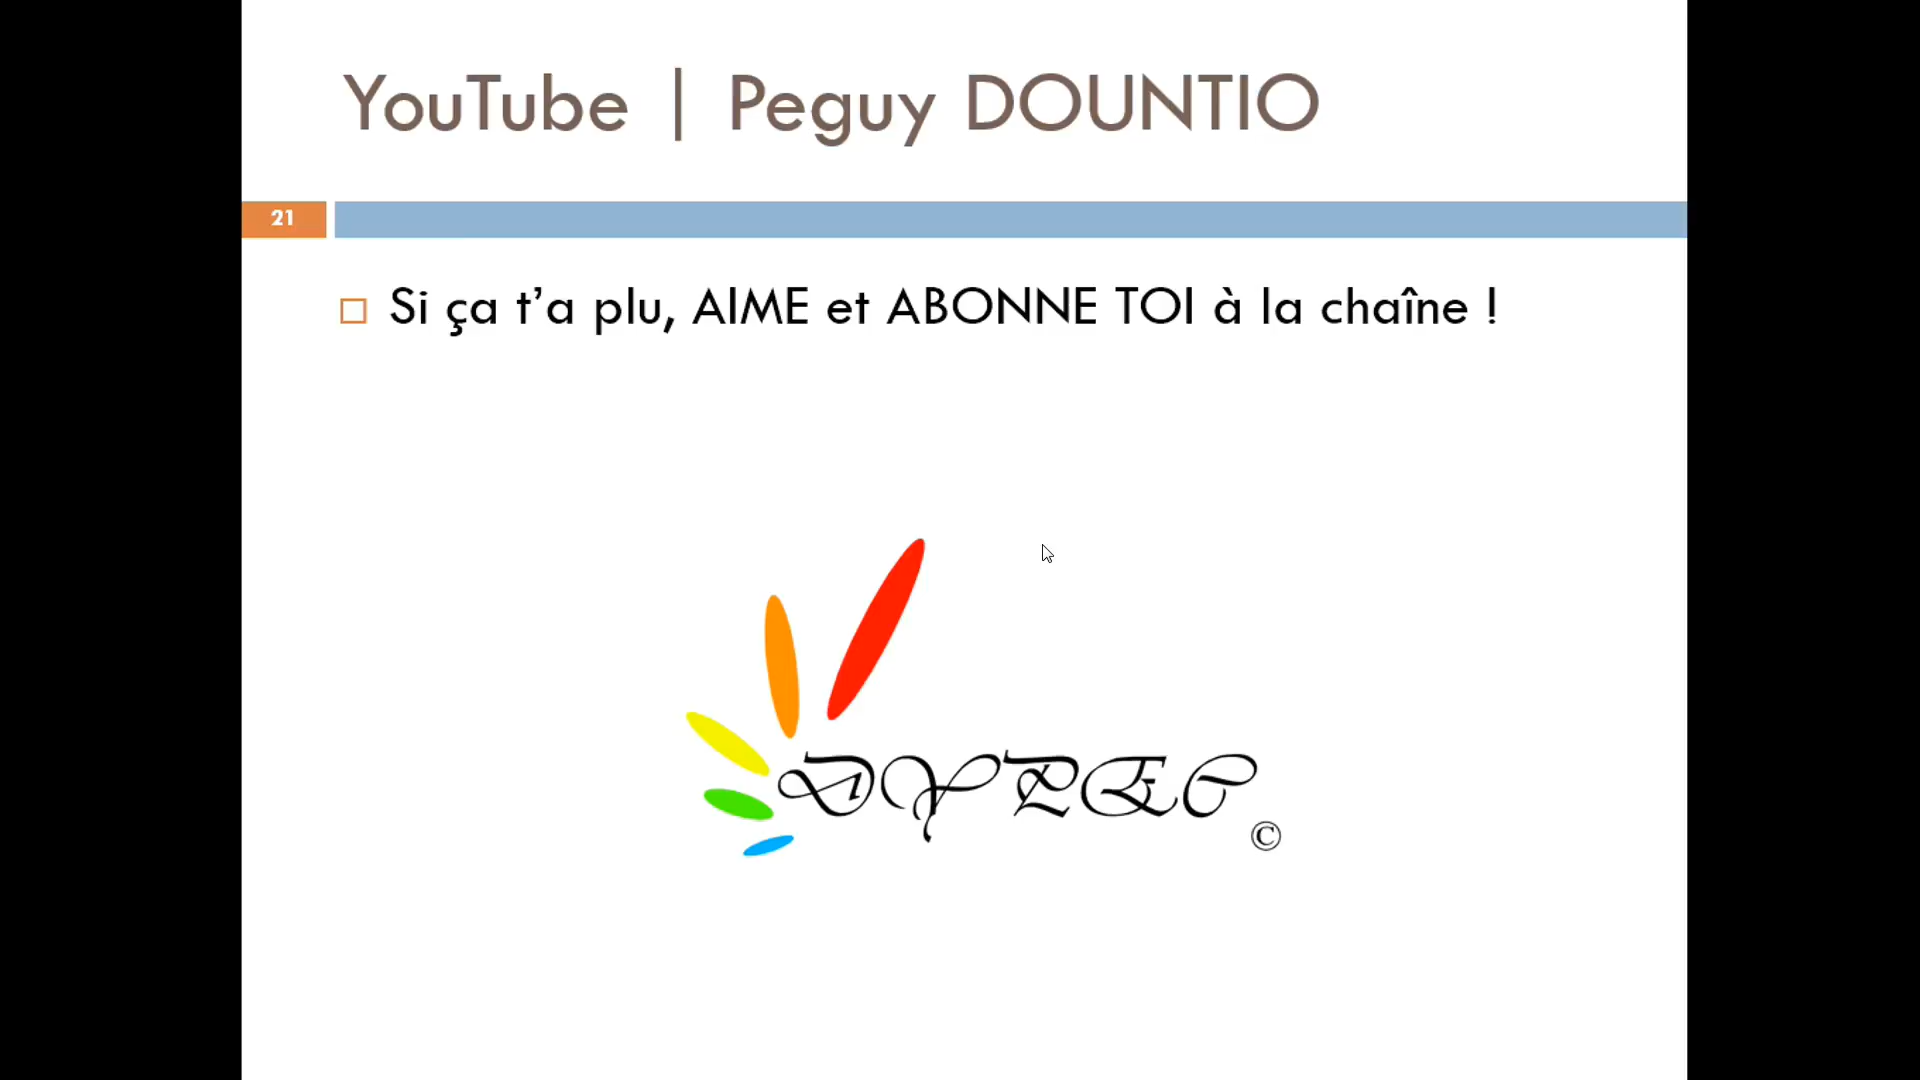 YouTube | Peguy DOUNTIO
21
Si ça t’a plu, AIME et ABONNE TOI à la chaîne !
DYPEC
©